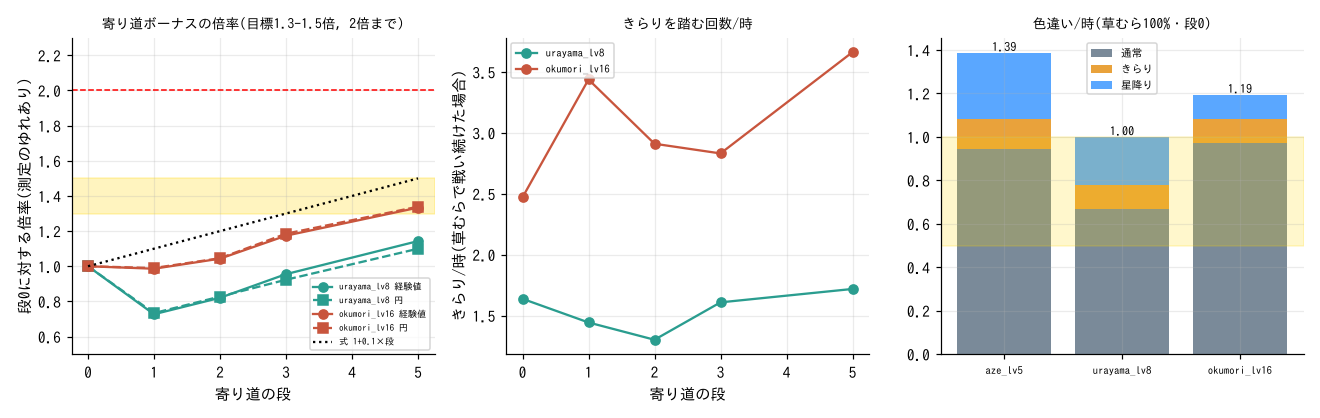 寄り道ボーナスの倍率(目標1.3-1.5倍, 2倍まで)
段0に対する倍率(測定のゆれあり)
2.2
2.0
1.8
1.6
1.4
1.2
1.0
0.8
0.6
urayama_lv8 経験値
urayama_lv8 円
okumori_lv16 経験値
okumori_lv16 円
式 1+0.1×段
0 1 2 3 4 5
寄り道の段
きらりを踏む回数/時
きらり/時(草むらで戦い続けた場合)
urayama_lv8
okumori_lv16
3.5
3.0
2.5
2.0
1.5
0 1 2 3 4 5
寄り道の段
色違い/時(草むら100%・段0)
1.4
1.2
1.0
0.8
0.6
0.4
0.2
0.0
1.39
1.00
1.19
通常
きらり
星降り
aze_lv5 urayama_lv8 okumori_lv16